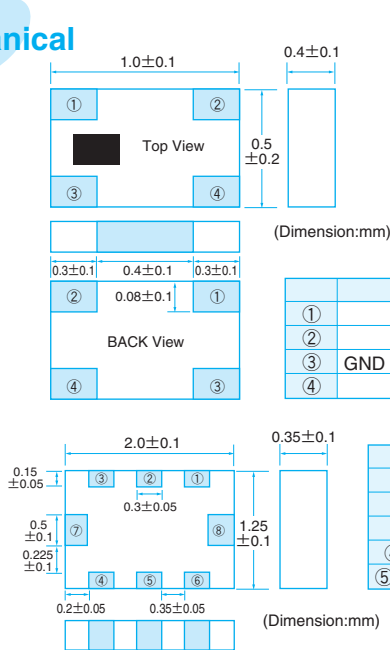 1.0±0.1
0.4±0.1
① ②
Top View
0.5
±0.2
③ ④
(Dimension:mm)
0.3±0.1 0.4±0.1 0.3±0.1
② 0.08±0.1 ①
BACK View
④ ③
①
②
③ GND
④
2.0±0.1
0.35±0.1
0.15
±0.05
③ ② ①
0.3±0.05
0.5
±0.1
⑦ ⑧
1.25
±0.1
0.225
±0.1
④ ⑤ ⑥
0.2±0.05 0.35±0.05
(Dimension:mm)